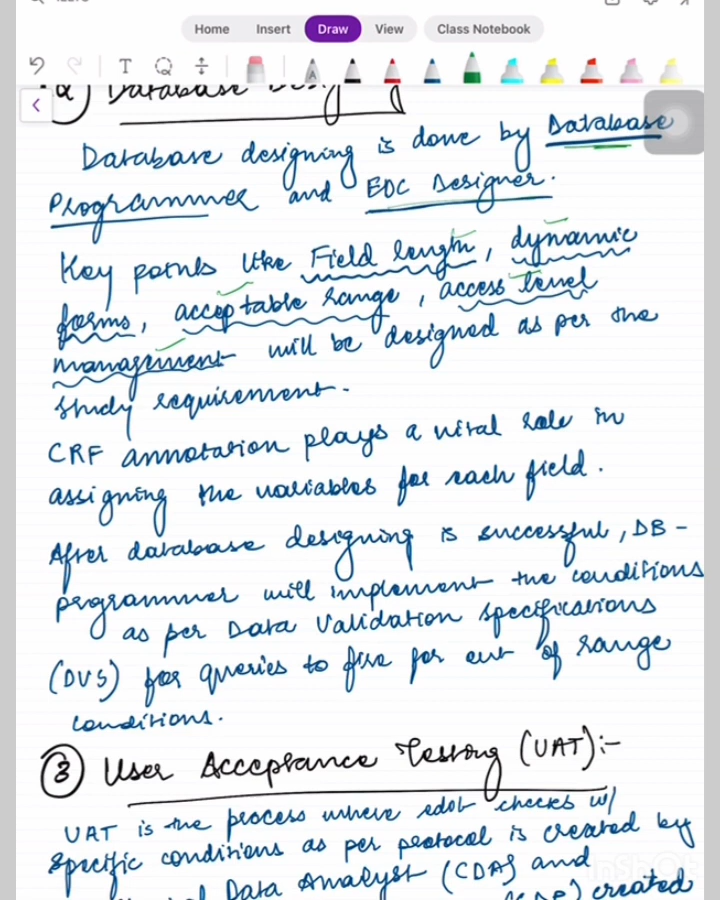 Home Insert Draw View Class Notebook
2) Database
Database designing is done by Database
Programmer and EDC Designer.
Key points like Field length, dynamic
forms, acceptable range, access level
management will be designed as per the
study requirement.
CRF annotation plays a vital role in
assigning the variables for each field.
After database designing is successful, DB-
programmer will implement the conditions
as per Data Validation specifications
(DVS) for queries to fire for out of range
conditions.
3) User Acceptance Testing (UAT):-
UAT is the process where edit checks w/
specific conditions as per protocol is created by
Data Analyst (CDA) and
created
InShOt